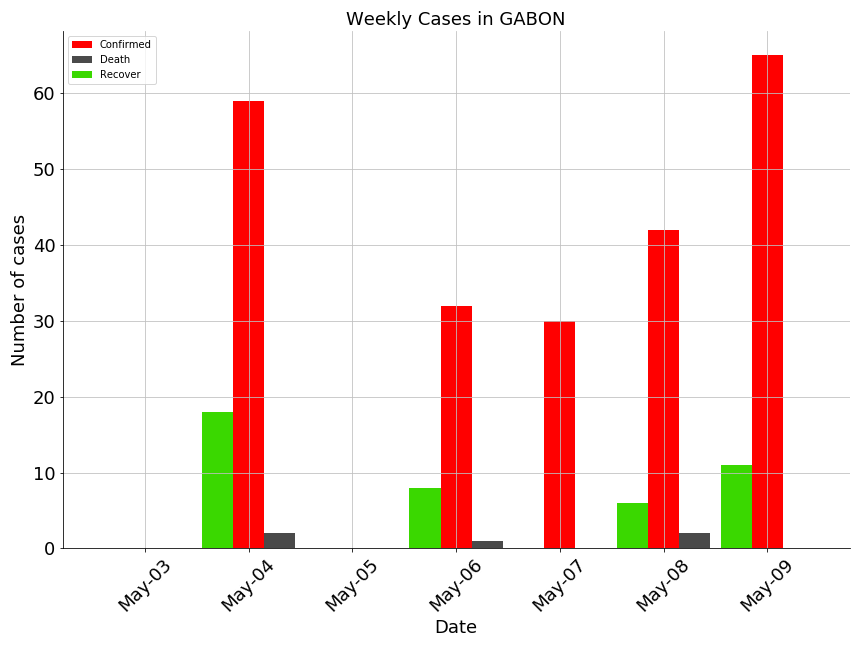 Weekly Cases in GABON
Confirmed
Death
Recover
Number of cases
60
50
40
30
20
10
0
May-03
May-04
May-05
May-06
May-07
May-08
May-09
Date